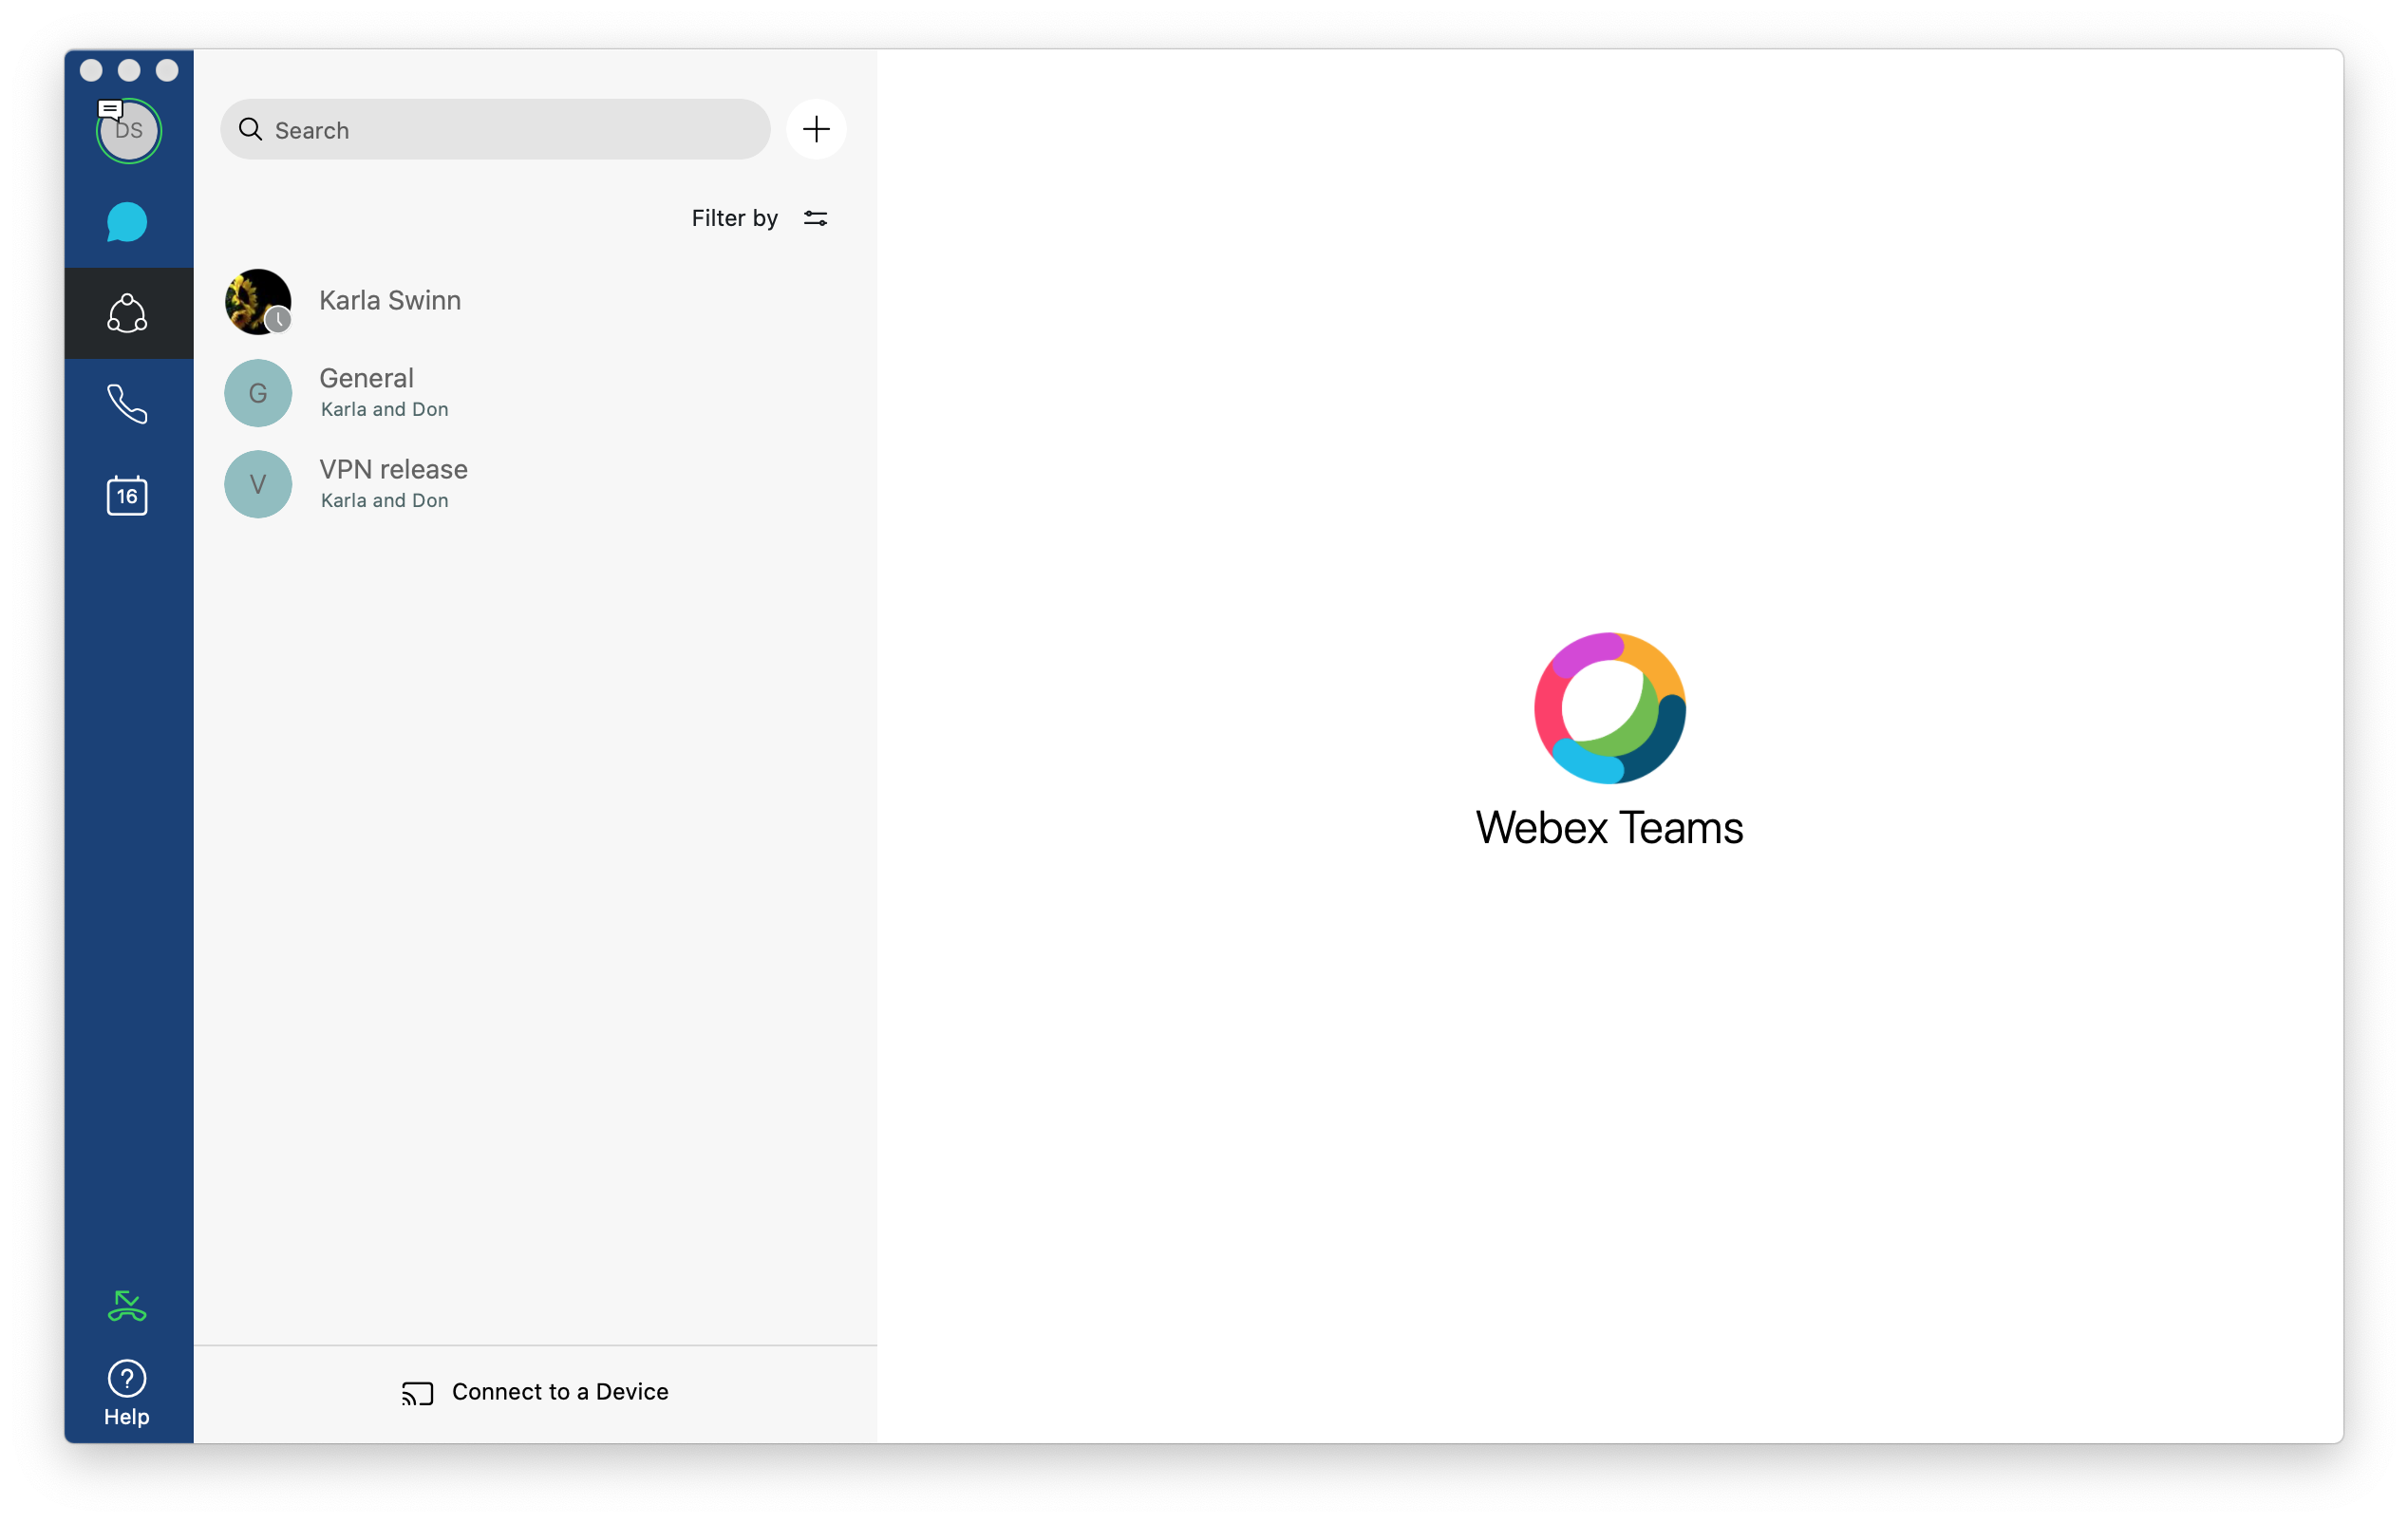 DS
Search
Filter by
Karla Swinn
G
General
Karla and Don
V
VPN release
Karla and Don
16
Webex Teams
Connect to a Device
?
Help